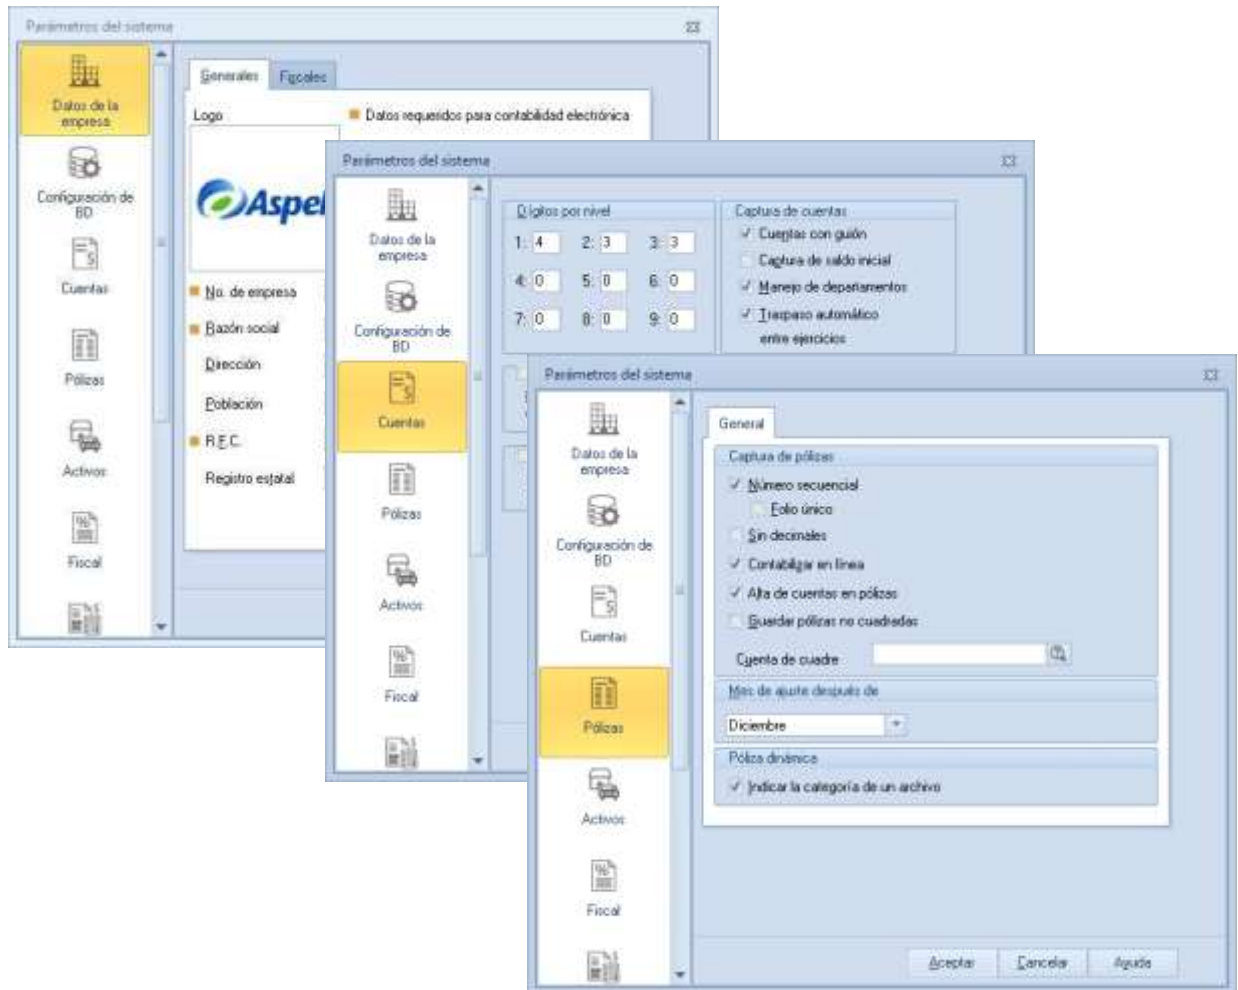 Parámetros del sistema
Datos de la
empresa
Configuración de
BD
Cuentas
Pólizas
Activos
Fiscal
Generales Fiscales
Logo
Datos requeridos para contabilidad electrónica
Aspel
No. de empresa
Razón social
Dirección
Población
R.F.C.
Registro estatal
Parámetros del sistema
Datos de la
empresa
Configuración de
BD
Cuentas
Pólizas
Activos
Fiscal
Dígitos por nivel
1: 4 2: 3 3: 3
4: 0 5: 0 6: 0
7: 0 8: 0 9: 0
Captura de cuentas
Cuentas con guión
Captura de saldo inicial
Manejo de departamentos
Traspaso automático
entre ejercicios
Parámetros del sistema
Datos de la
empresa
Configuración de
BD
Cuentas
Pólizas
Activos
Fiscal
General
Captura de pólizas
Número secuencial
Folio único
Sin decimales
Contabilizar en línea
Alta de cuentas en pólizas
Guardar pólizas no cuadradas
Cuenta de cuadre
Mes de ajuste después de
Diciembre
Póliza dinámica
Indicar la categoría de un archivo
Aceptar Cancelar Ayuda